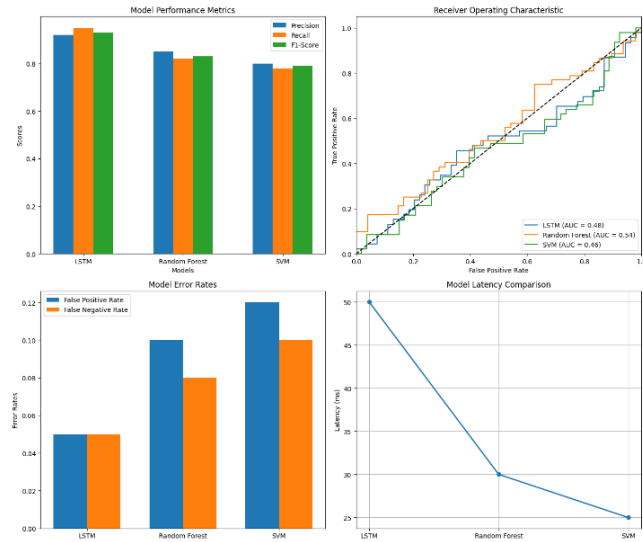 Model Performance Metrics
Precision
Recall
F1-Score
Scores
0.8
0.6
0.4
0.2
0.0
LSTM
Random Forest
SVM
Models
Receiver Operating Characteristic
True Positive Rate
1.0
0.8
0.6
0.4
0.2
0.0
LSTM (AUC = 0.48)
Random Forest (AUC = 0.54)
SVM (AUC = 0.46)
0.0
0.2
0.4
0.6
0.8
False Positive Rate
Model Error Rates
False Positive Rate
False Negative Rate
Error Rates
0.12
0.10
0.08
0.06
0.04
0.02
0.00
LSTM
Random Forest
SVM
Model Latency Comparison
Latency (ms)
50
45
40
35
30
25
LSTM
Random Forest
SVM